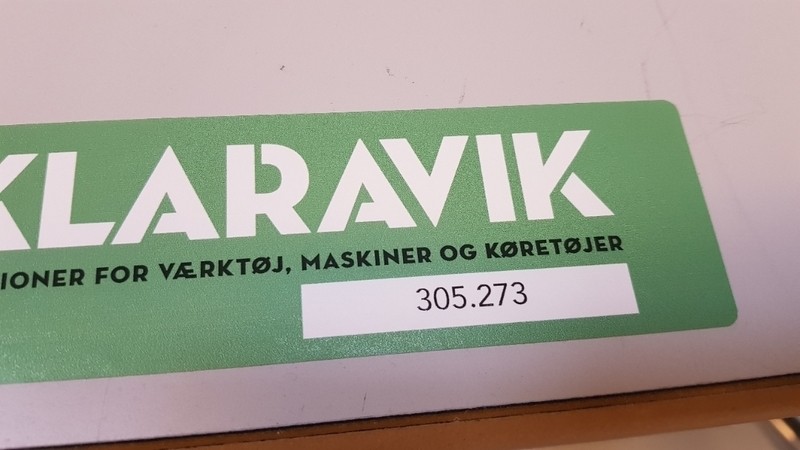 KLARAVIK
IONER FOR VÆRKTØJ, MASKINER OG KØRETØJER
305.273